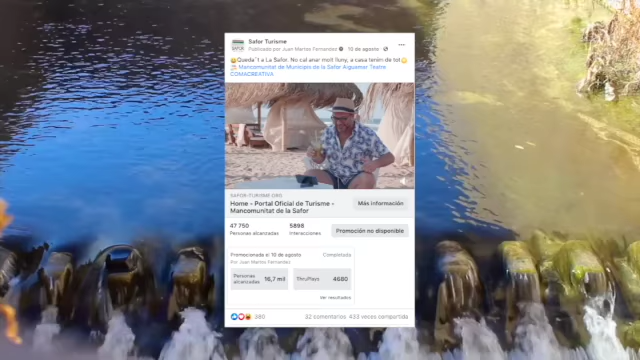 Safor Turisme
Publicado por Juan Martos Fernandez · 10 de agosto ·
Queda't a La Safor. No cal anar molt lluny, a casa tenim de tot
Mancomunitat de Municipis de la Safor Aiguamar Teatre
COMACREATIVA
SAFOR-TURISME.ORG
Home - Portal Oficial de Turisme -
Mancomunitat de la Safor
Más información
47 750
Personas alcanzadas
5898
Interacciones
Promoción no disponible
Promocionada el 10 de agosto
Por Juan Martos Fernandez
Completada
Personas
alcanzadas
16,7 mil
ThruPlays
4680
Ver resultados
380
32 comentarios 433 veces compartida